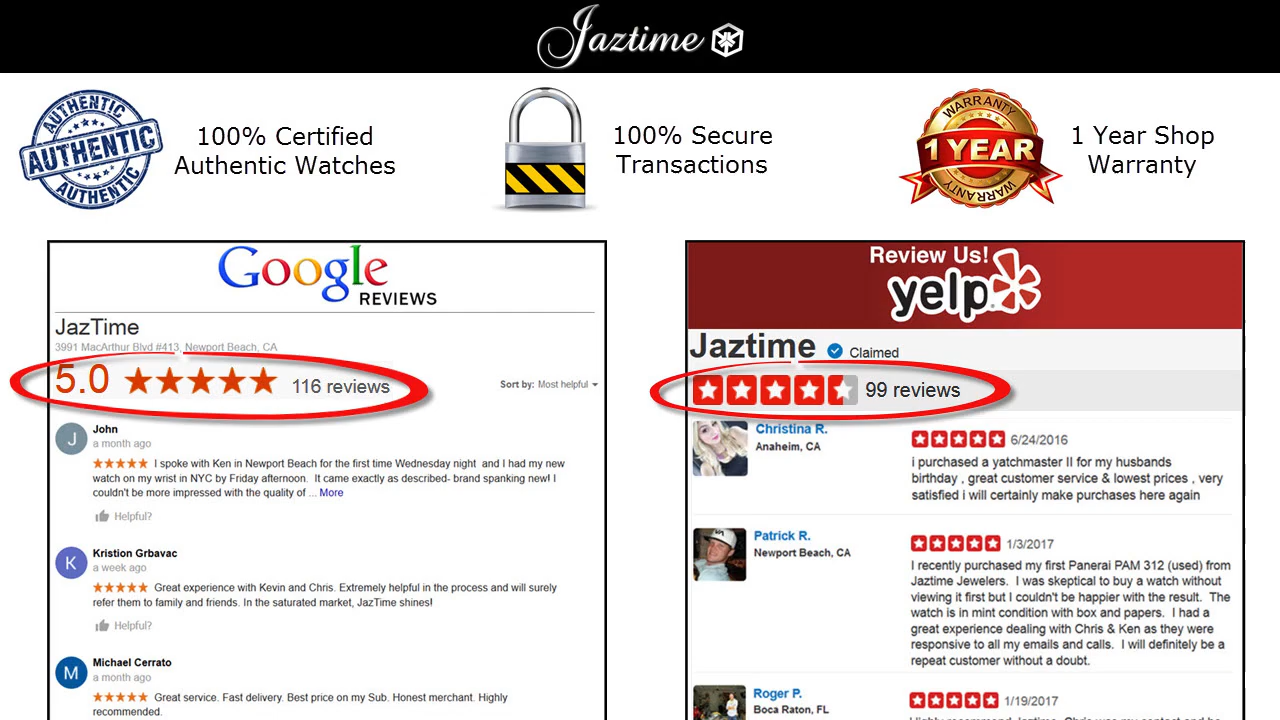 Jaztime
AUTHENTIC
AUTHENTIC
AUTHENTIC
100% Certified
Authentic Watches
100% Secure
Transactions
WARRANTY
1 YEAR
WARRANTY
1 Year Shop
Warranty
Google
REVIEWS
JazTime
3991 MacArthur Blvd #413, Newport Beach, CA
5.0 116 reviews
Sort by: Most helpful
J
John
a month ago
I spoke with Ken in Newport Beach for the first time Wednesday night and I had my new
watch on my wrist in NYC by Friday afternoon. It came exactly as described- brand spanking new! I
couldn't be more impressed with the quality of ... More
Helpful?
K
Kristion Grbavac
a week ago
Great experience with Kevin and Chris. Extremely helpful in the process and will surely
refer them to family and friends. In the saturated market, JazTime shines!
Helpful?
M
Michael Cerrato
a month ago
Great service. Fast delivery. Best price on my Sub. Honest merchant. Highly
recommended.
Review Us!
yelp
Jaztime Claimed
99 reviews
Christina R.
Anaheim, CA
6/24/2016
i purchased a yatchmaster II for my husbands
birthday , great customer service & lowest prices , very
satisfied i will certainly make purchases here again
Patrick R.
Newport Beach, CA
1/3/2017
I recently purchased my first Panerai PAM 312 (used) from
Jaztime Jewelers. I was skeptical to buy a watch without
viewing it first but I couldn't be happier with the result. The
watch is in mint condition with box and papers. I had a
great experience dealing with Chris & Ken as they were
responsive to all my emails and calls. I will definitely be a
repeat customer without a doubt.
Roger P.
Boca Raton, FL
1/19/2017